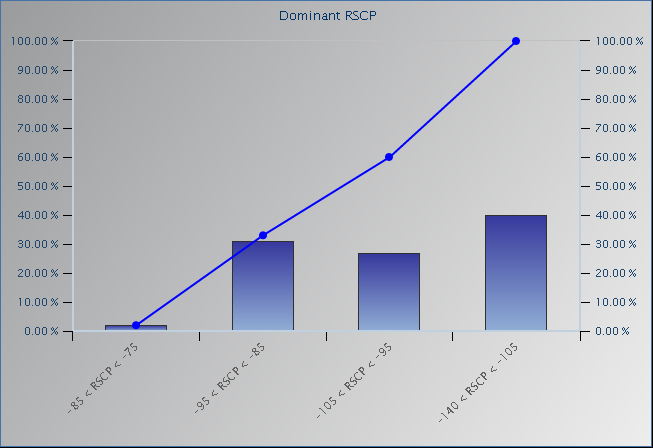 Dominant RSCP
100.00 % 100.00 %
90.00 % 90.00 %
80.00 % 80.00 %
70.00 % 70.00 %
60.00 % 60.00 %
50.00 % 50.00 %
40.00 % 40.00 %
30.00 % 30.00 %
20.00 % 20.00 %
10.00 % 10.00 %
0.00 % 0.00 %
-85 < RSCP < -75
-95 < RSCP < -85
-105 < RSCP < -95
-140 < RSCP < -105